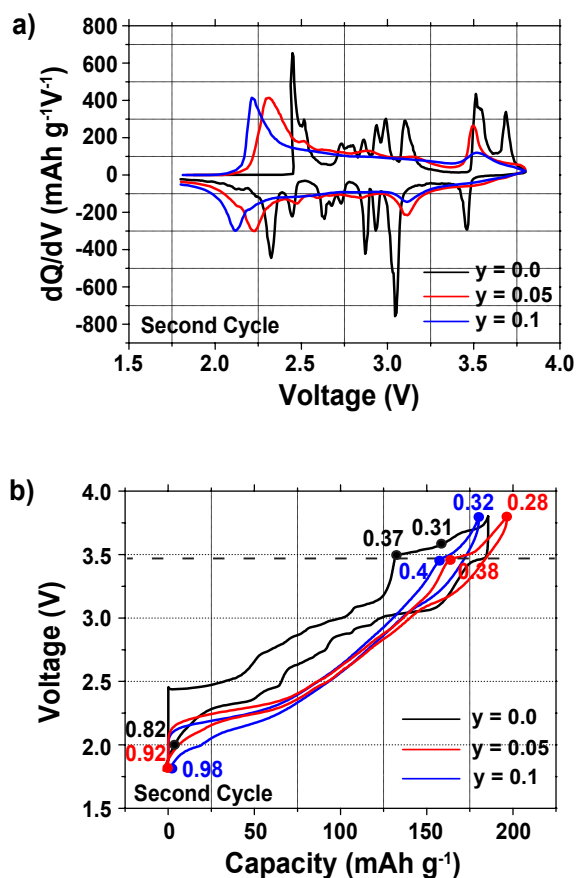 a)
800
600
400
200
0
-200
-400
-600
-800
dQ/dV (mAh g⁻¹V⁻¹)
y = 0.0
y = 0.05
y = 0.1
Second Cycle
1.5 2.0 2.5 3.0 3.5 4.0
Voltage (V)
b)
4.0
3.5
3.0
2.5
2.0
1.5
Voltage (V)
0.32 0.28
0.37 0.31
0.4 0.38
0.82
0.92
0.98
y = 0.0
y = 0.05
y = 0.1
Second Cycle
0 50 100 150 200
Capacity (mAh g⁻¹)